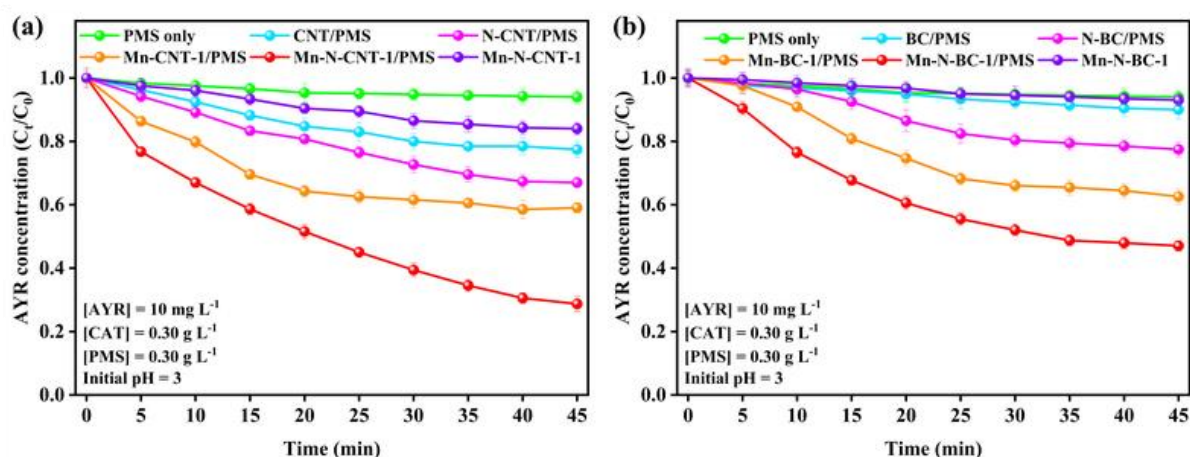 (a)
PMS only CNT/PMS N-CNT/PMS
Mn-CNT-1/PMS Mn-N-CNT-1/PMS Mn-N-CNT-1
1.0
0.8
0.6
0.4
0.2
0.0
AYR concentration (Cₜ/C₀)
[AYR] = 10 mg L⁻¹
[CAT] = 0.30 g L⁻¹
[PMS] = 0.30 g L⁻¹
Initial pH = 3
0 5 10 15 20 25 30 35 40 45
Time (min)
(b)
PMS only BC/PMS N-BC/PMS
Mn-BC-1/PMS Mn-N-BC-1/PMS Mn-N-BC-1
1.0
0.8
0.6
0.4
0.2
0.0
AYR concentration (Cₜ/C₀)
[AYR] = 10 mg L⁻¹
[CAT] = 0.30 g L⁻¹
[PMS] = 0.30 g L⁻¹
Initial pH = 3
0 5 10 15 20 25 30 35 40 45
Time (min)